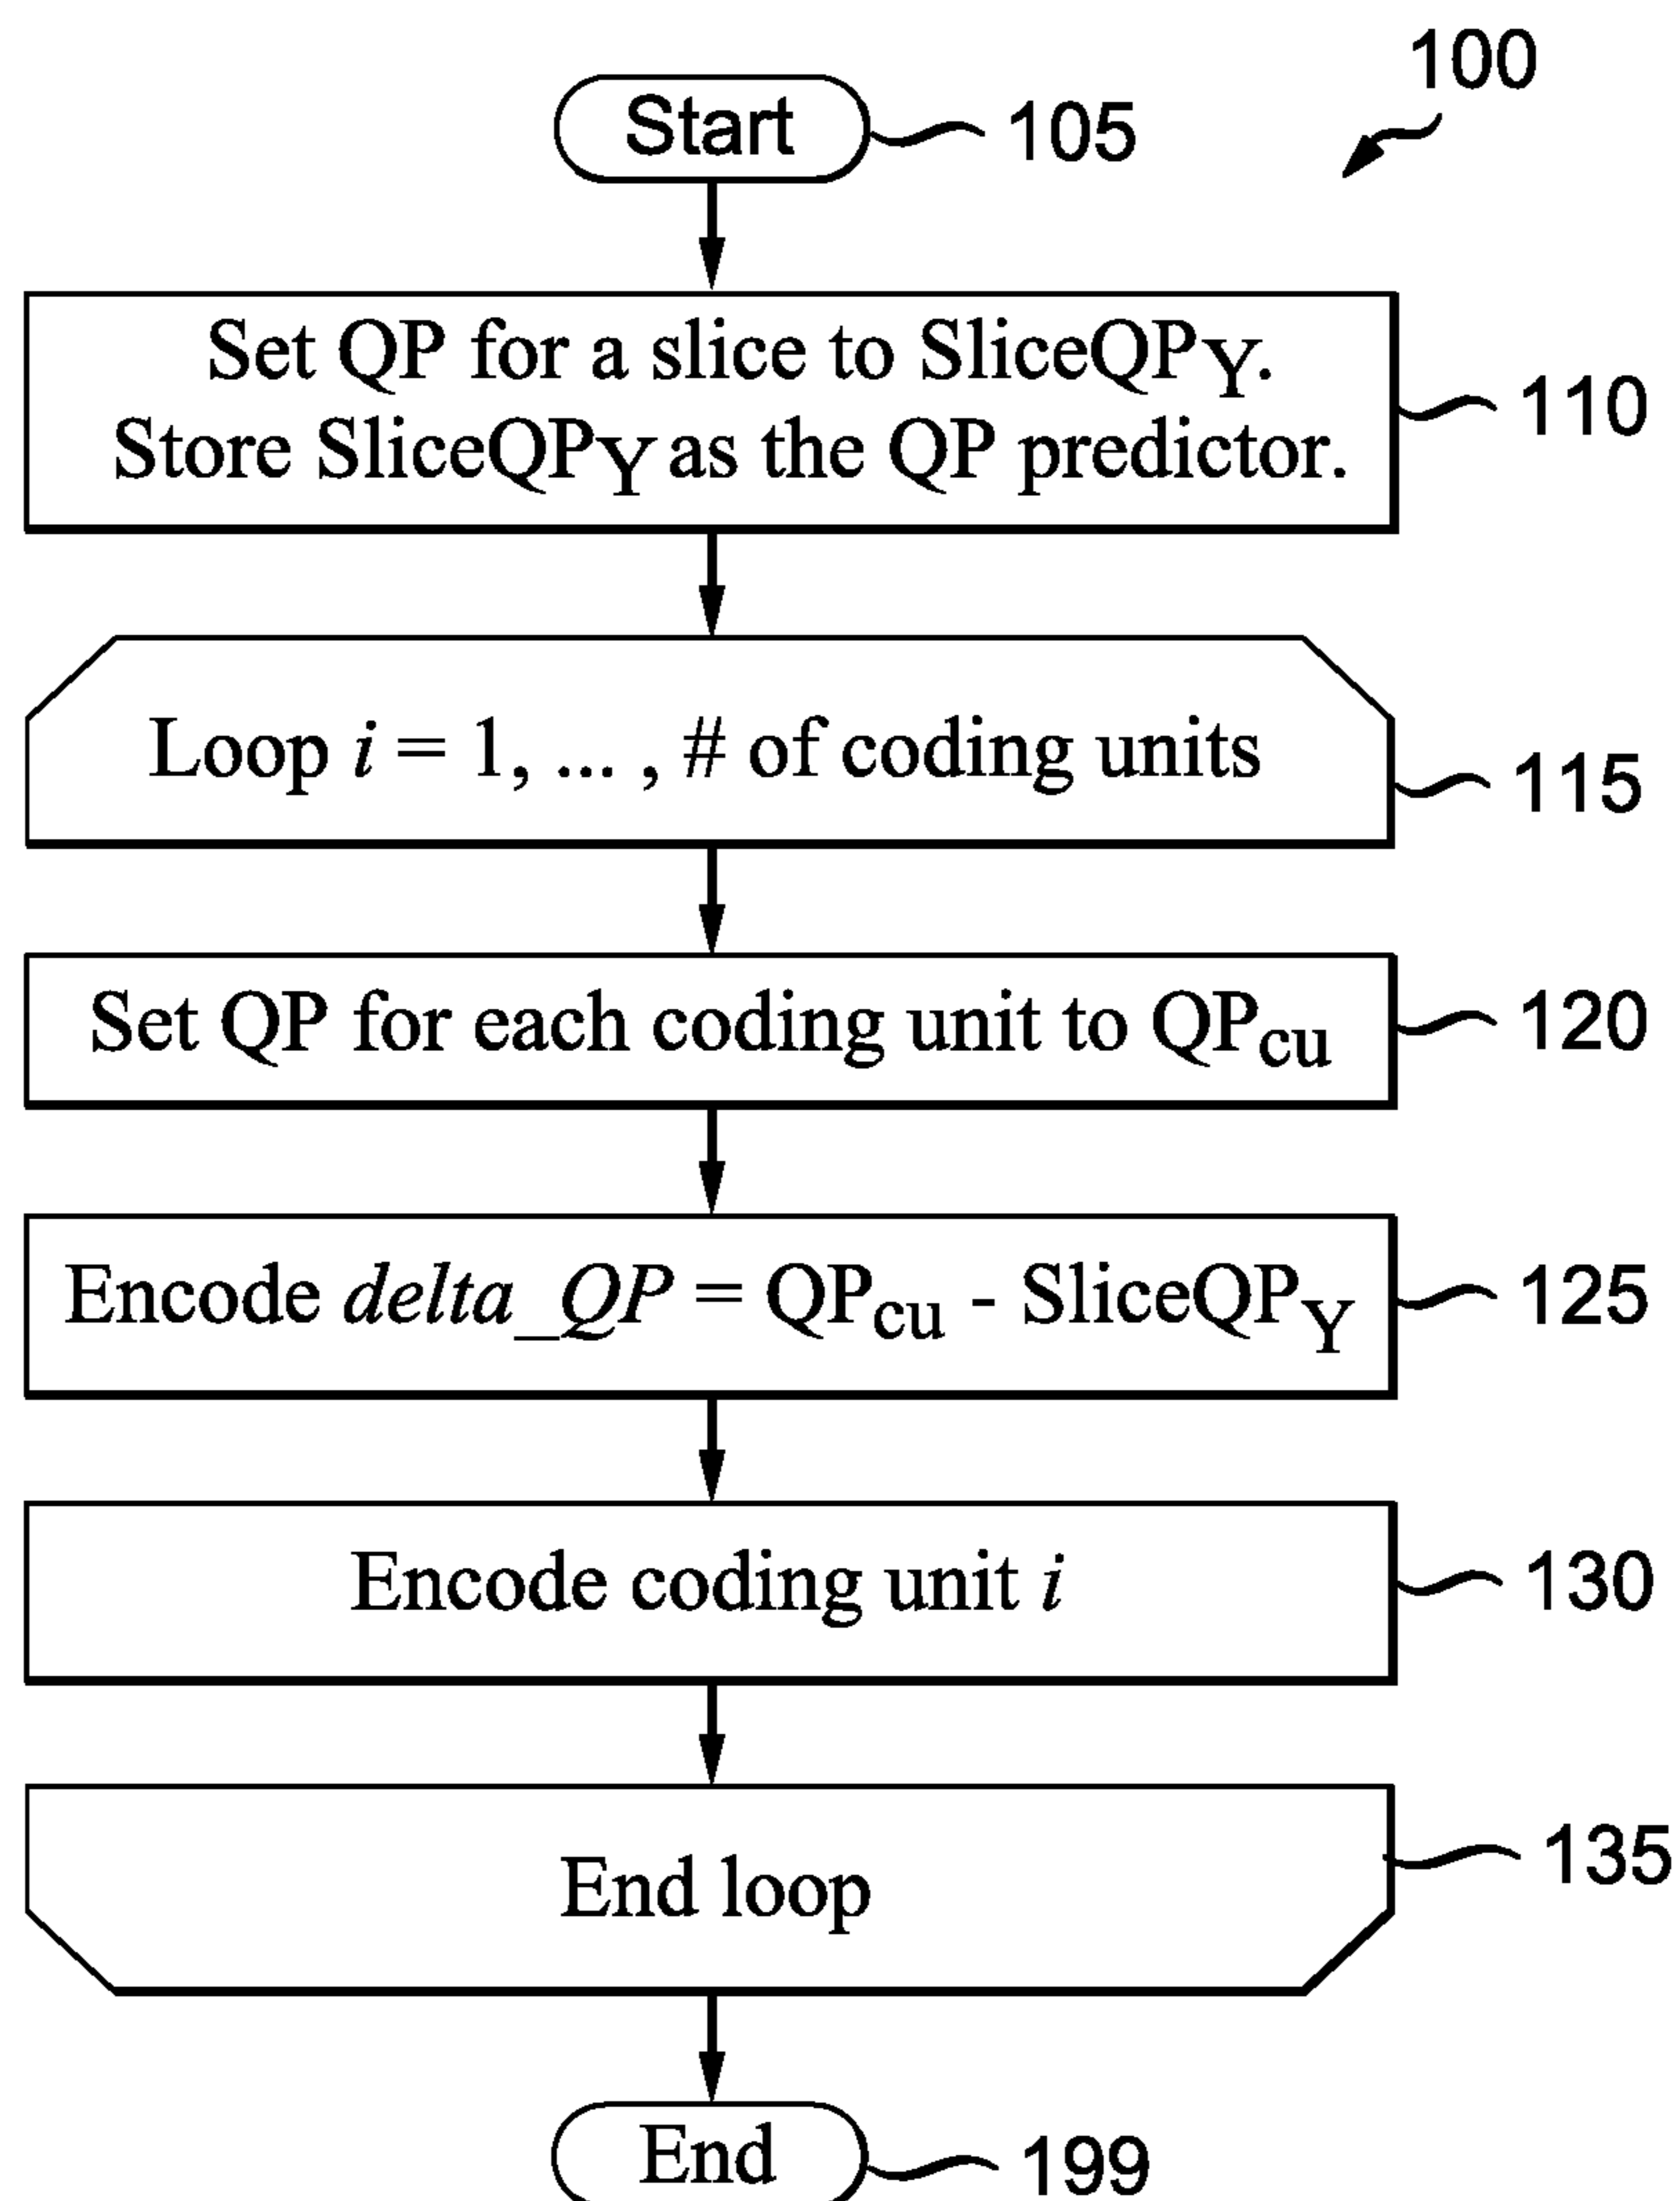 100
Start
105
Set QP for a slice to SliceQPY.
Store SliceQPY as the QP predictor.
110
Loop i = 1, ... , # of coding units
115
Set QP for each coding unit to QPcu
120
Encode delta_QP = QPcu - SliceQPY
125
Encode coding unit i
130
End loop
135
End
199